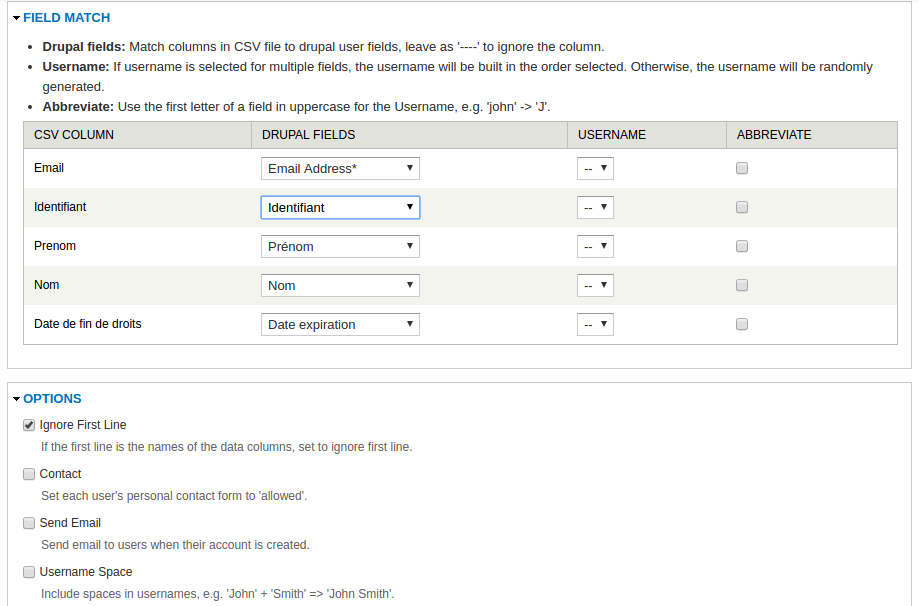 FIELD MATCH
Drupal fields: Match columns in CSV file to drupal user fields, leave as '----' to ignore the column.
Username: If username is selected for multiple fields, the username will be built in the order selected. Otherwise, the username will be randomly
generated.
Abbreviate: Use the first letter of a field in uppercase for the Username, e.g. 'john' -> 'J'.
CSV COLUMN DRUPAL FIELDS USERNAME ABBREVIATE
Email Email Address* --
Identifiant Identifiant --
Prenom Prénom --
Nom Nom --
Date de fin de droits Date expiration --
OPTIONS
Ignore First Line
If the first line is the names of the data columns, set to ignore first line.
Contact
Set each user's personal contact form to 'allowed'.
Send Email
Send email to users when their account is created.
Username Space
Include spaces in usernames, e.g. 'John' + 'Smith' => 'John Smith'.